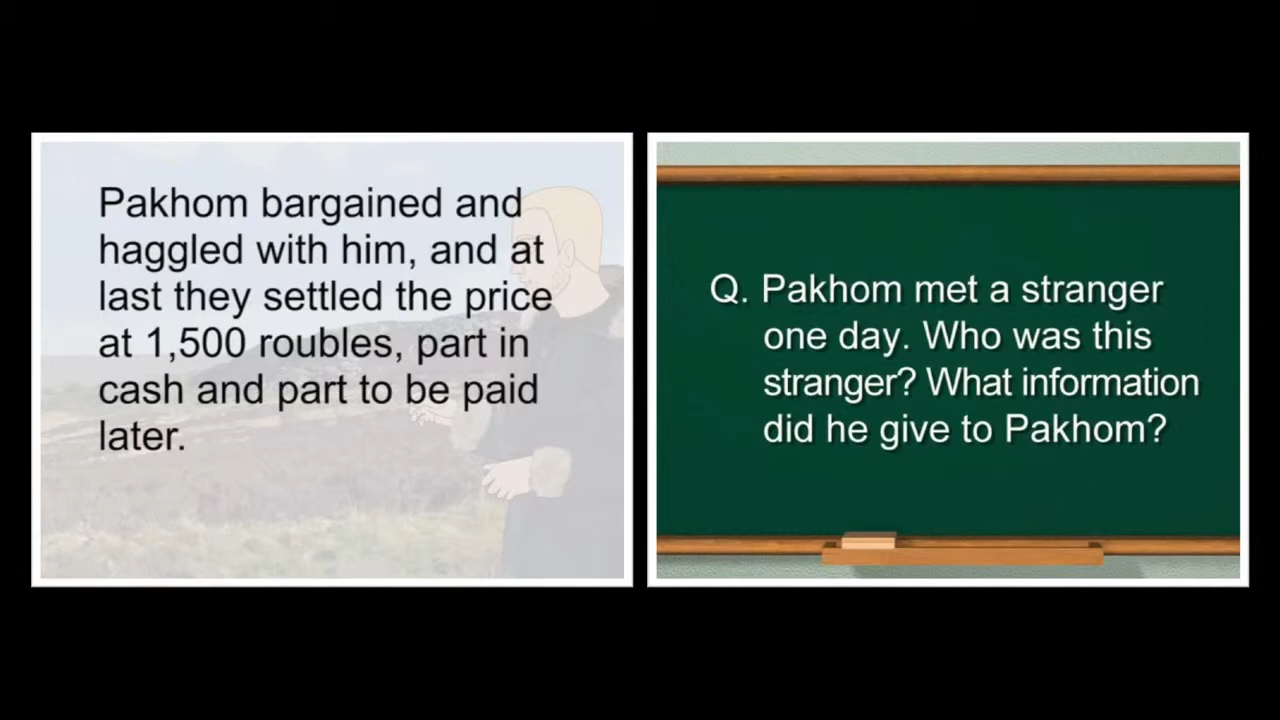 Pakhom bargained and
haggled with him, and at
last they settled the price
at 1,500 roubles, part in
cash and part to be paid
later.
Q. Pakhom met a stranger
one day. Who was this
stranger? What information
did he give to Pakhom?